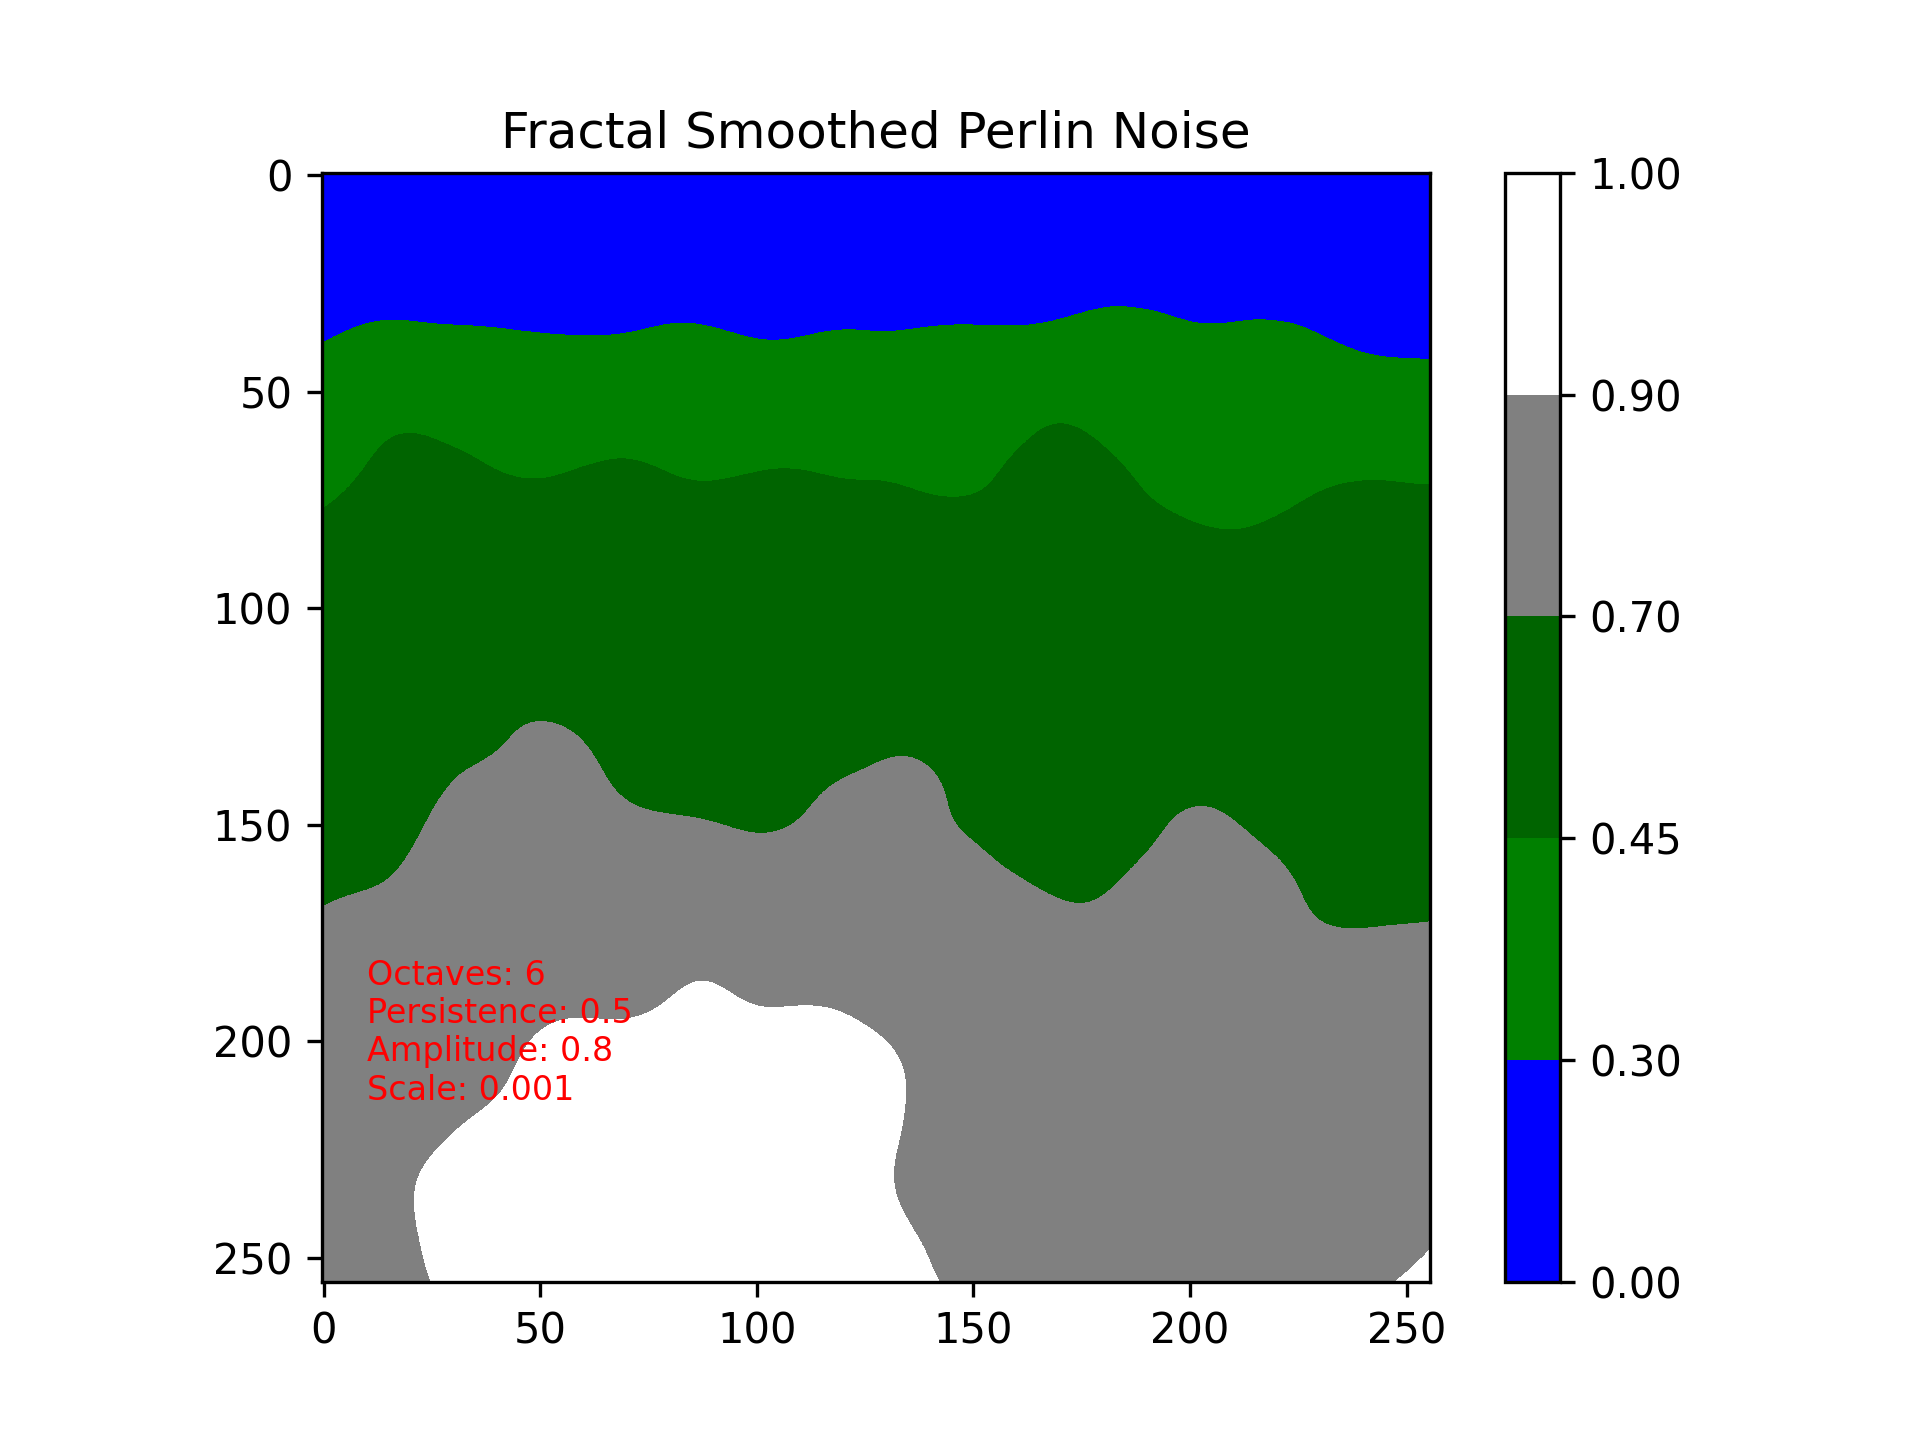 Fractal Smoothed Perlin Noise
0
50
100
150
200
250
0 50 100 150 200 250
Octaves: 6
Persistence: 0.5
Amplitude: 0.8
Scale: 0.001
1.00
0.90
0.70
0.45
0.30
0.00